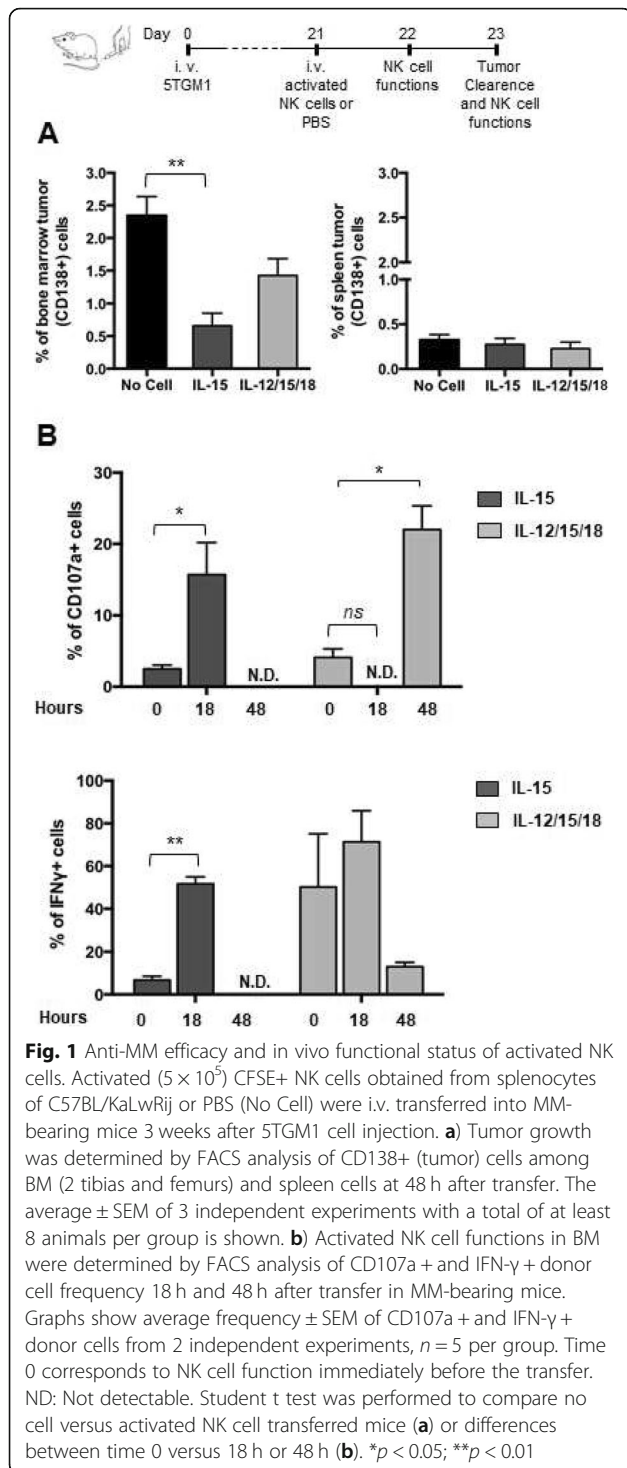 Day 0 21 22 23
i. v. 5TGM1
i.v. activated NK cells or PBS
NK cell functions
Tumor Clearence and NK cell functions
A
% of bone marrow tumor (CD138+) cells
3.0
2.5
2.0
1.5
1.0
0.5
0.0
**
No Cell IL-15 IL-12/15/18
% of spleen tumor (CD138+) cells
3.0
2.5
2.0
0.5
0.0
No Cell IL-15 IL-12/15/18
B
% of CD107a+ cells
30
20
10
0
*
ns
*
N.D.
N.D.
Hours 0 18 48 0 18 48
IL-15
IL-12/15/18
% of IFNγ+ cells
100
80
60
40
20
0
**
N.D.
Hours 0 18 48 0 18 48
IL-15
IL-12/15/18
Fig. 1 Anti-MM efficacy and in vivo functional status of activated NK
cells. Activated (5 × 10⁵) CFSE+ NK cells obtained from splenocytes
of C57BL/KaLwRij or PBS (No Cell) were i.v. transferred into MM-
bearing mice 3 weeks after 5TGM1 cell injection. a) Tumor growth
was determined by FACS analysis of CD138+ (tumor) cells among
BM (2 tibias and femurs) and spleen cells at 48 h after transfer. The
average ± SEM of 3 independent experiments with a total of at least
8 animals per group is shown. b) Activated NK cell functions in BM
were determined by FACS analysis of CD107a + and IFN-γ +
donor cell frequency 18 h and 48 h after transfer in MM-bearing mice.
Graphs show average frequency ± SEM of CD107a + and IFN-γ +
donor cells from 2 independent experiments, n = 5 per group. Time
0 corresponds to NK cell function immediately before the transfer.
ND: Not detectable. Student t test was performed to compare no
cell versus activated NK cell transferred mice (a) or differences
between time 0 versus 18 h or 48 h (b). *p < 0.05; **p < 0.01